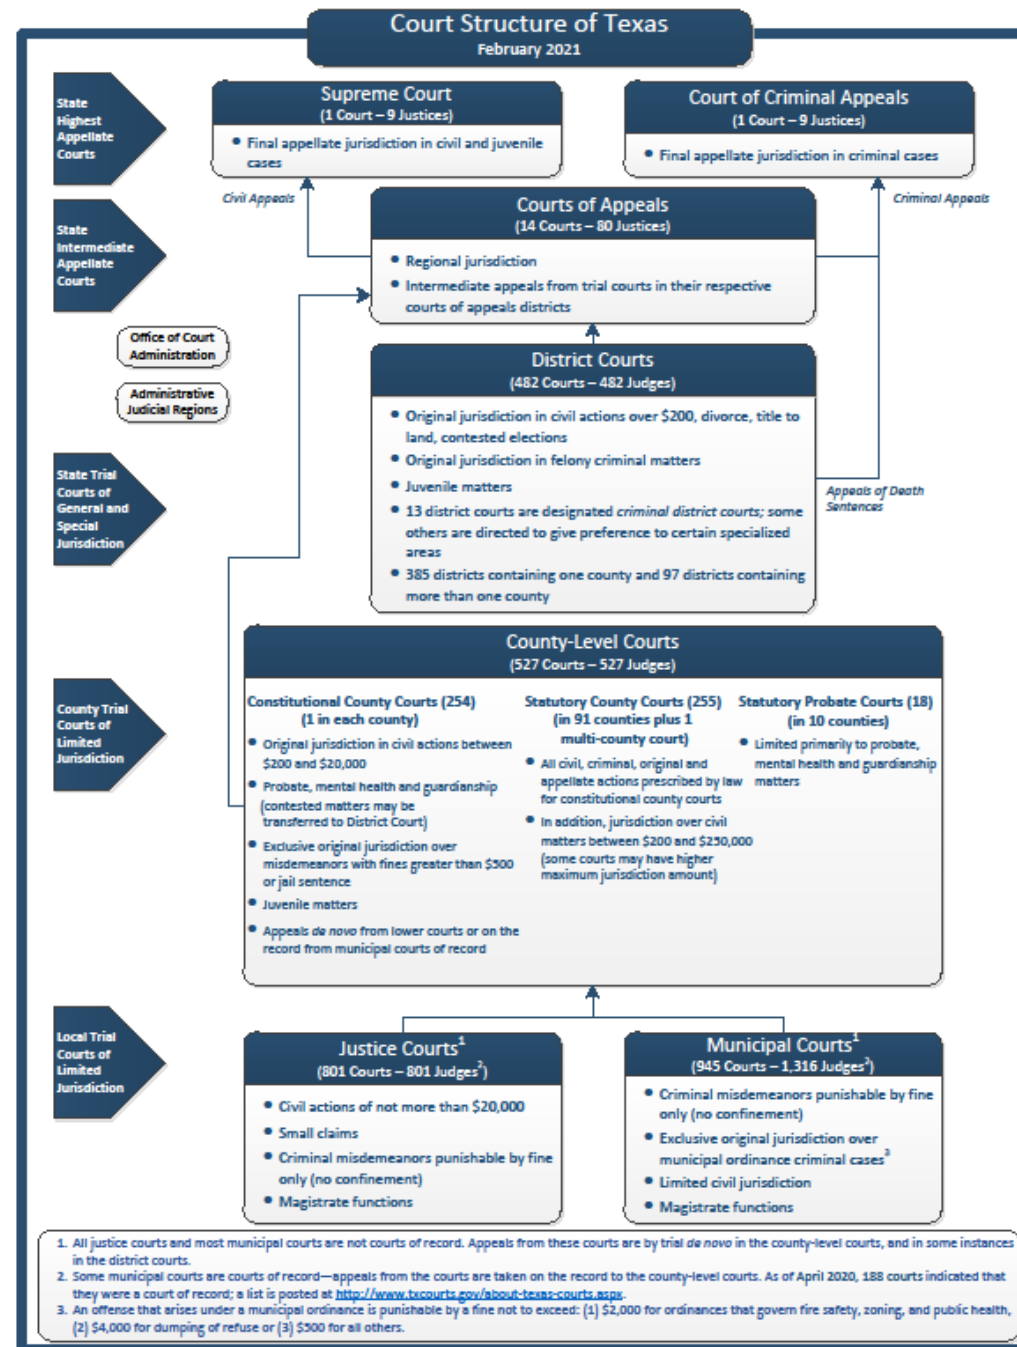 Court Structure of Texas
February 2021
State
Highest
Appellate
Courts
Supreme Court
(1 Court – 9 Justices)
• Final appellate jurisdiction in civil and juvenile
cases
Court of Criminal Appeals
(1 Court – 9 Justices)
• Final appellate jurisdiction in criminal cases
Civil Appeals
Criminal Appeals
State
Intermediate
Appellate
Courts
Courts of Appeals
(14 Courts – 80 Justices)
• Regional jurisdiction
• Intermediate appeals from trial courts in their respective
courts of appeals districts
Office of Court
Administration
Administrative
Judicial Regions
State Trial
Courts of
General and
Special
Jurisdiction
District Courts
(482 Courts – 482 Judges)
• Original jurisdiction in civil actions over $200, divorce, title to
land, contested elections
• Original jurisdiction in felony criminal matters
• Juvenile matters
• 13 district courts are designated criminal district courts; some
others are directed to give preference to certain specialized
areas
• 385 districts containing one county and 97 districts containing
more than one county
Appeals of Death
Sentences
County Trial
Courts of
Limited
Jurisdiction
County-Level Courts
(527 Courts – 527 Judges)
Constitutional County Courts (254)
(1 in each county)
• Original jurisdiction in civil actions between
$200 and $20,000
• Probate, mental health and guardianship
(contested matters may be
transferred to District Court)
• Exclusive original jurisdiction over
misdemeanors with fines greater than $500
or jail sentence
• Juvenile matters
• Appeals de novo from lower courts or on the
record from municipal courts of record
Statutory County Courts (255)
(in 91 counties plus 1
multi-county court)
• All civil, criminal, original and
appellate actions prescribed by law
for constitutional county courts
• In addition, jurisdiction over civil
matters between $200 and $250,000
(some courts may have higher
maximum jurisdiction amount)
Statutory Probate Courts (18)
(in 10 counties)
• Limited primarily to probate,
mental health and guardianship
matters
Local Trial
Courts of
Limited
Jurisdiction
Justice Courts¹
(801 Courts – 801 Judges²)
• Civil actions of not more than $20,000
• Small claims
• Criminal misdemeanors punishable by fine
only (no confinement)
• Magistrate functions
Municipal Courts¹
(945 Courts – 1,316 Judges²)
• Criminal misdemeanors punishable by fine
only (no confinement)
• Exclusive original jurisdiction over
municipal ordinance criminal cases³
• Limited civil jurisdiction
• Magistrate functions
1. All justice courts and most municipal courts are not courts of record. Appeals from these courts are by trial de novo in the county-level courts, and in some instances
in the district courts.
2. Some municipal courts are courts of record—appeals from the courts are taken on the record to the county-level courts. As of April 2020, 188 courts indicated that
they were a court of record; a list is posted at http://www.txcourts.gov/about-texas-courts.aspx.
3. An offense that arises under a municipal ordinance is punishable by a fine not to exceed: (1) $2,000 for ordinances that govern fire safety, zoning, and public health,
(2) $4,000 for dumping of refuse or (3) $500 for all others.